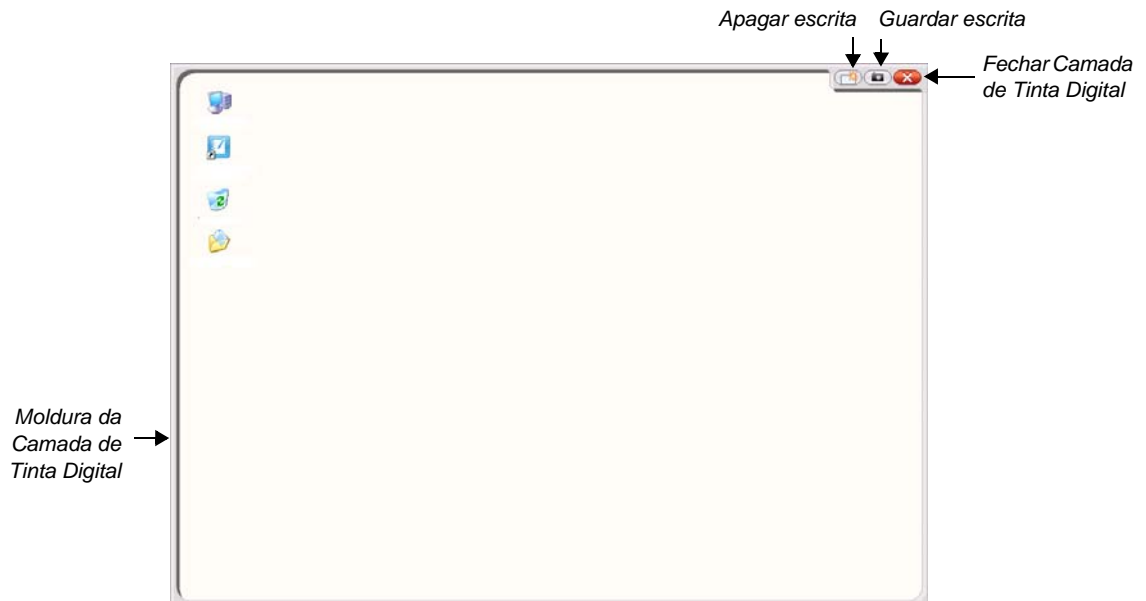 Apagar escrita
Guardar escrita
Fechar Camada
de Tinta Digital
Moldura da
Camada de
Tinta Digital